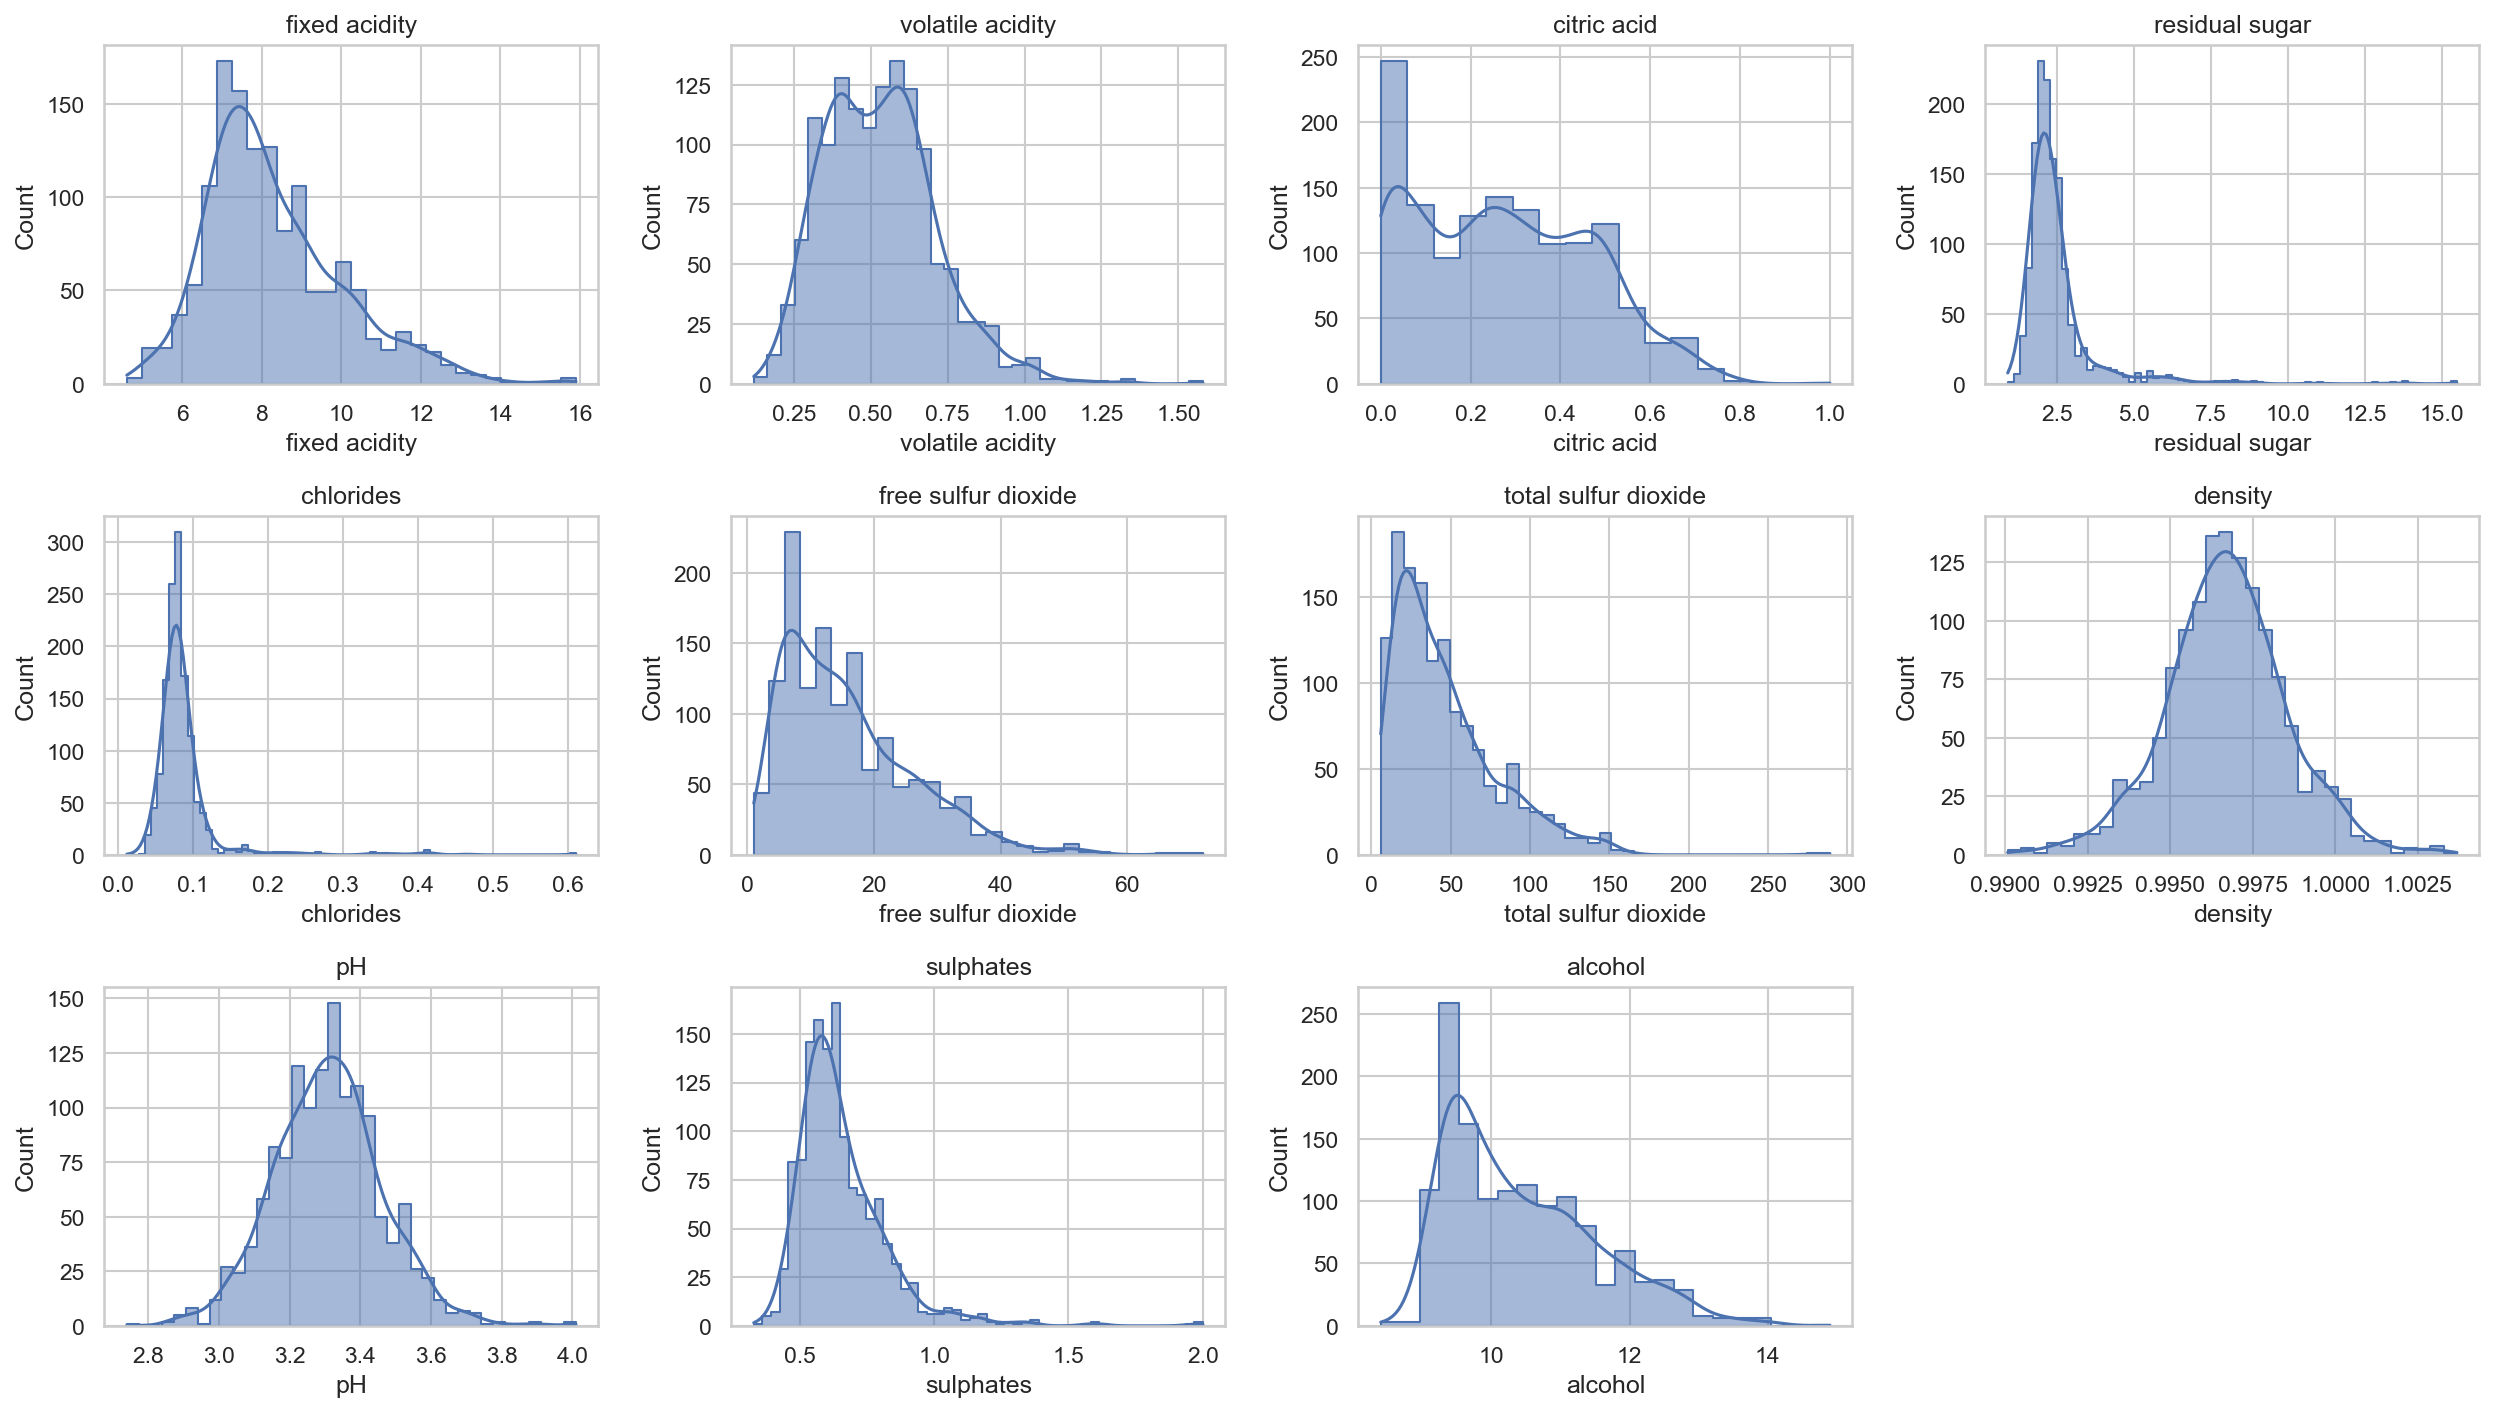 fixed acidity
Count
150
100
50
0
6 8 10 12 14 16
fixed acidity
volatile acidity
Count
125
100
75
50
25
0
0.25 0.50 0.75 1.00 1.25 1.50
volatile acidity
citric acid
Count
250
200
150
100
50
0
0.0 0.2 0.4 0.6 0.8 1.0
citric acid
residual sugar
Count
200
150
100
50
0
2.5 5.0 7.5 10.0 12.5 15.0
residual sugar
chlorides
Count
300
250
200
150
100
50
0
0.0 0.1 0.2 0.3 0.4 0.5 0.6
chlorides
free sulfur dioxide
Count
200
150
100
50
0
0 20 40 60
free sulfur dioxide
total sulfur dioxide
Count
150
100
50
0
0 50 100 150 200 250 300
total sulfur dioxide
density
Count
125
100
75
50
25
0
0.9900 0.9925 0.9950 0.9975 1.0000 1.0025
density
pH
Count
150
125
100
75
50
25
0
2.8 3.0 3.2 3.4 3.6 3.8 4.0
pH
sulphates
Count
150
125
100
75
50
25
0
0.5 1.0 1.5 2.0
sulphates
alcohol
Count
250
200
150
100
50
0
10 12 14
alcohol